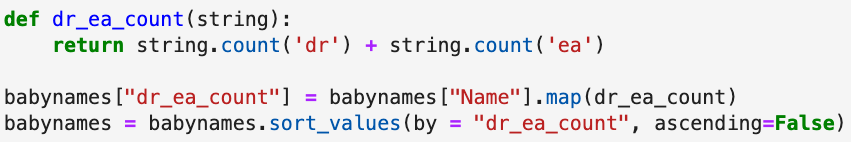 def dr_ea_count(string):
    return string.count('dr') + string.count('ea')

babynames["dr_ea_count"] = babynames["Name"].map(dr_ea_count)
babynames = babynames.sort_values(by = "dr_ea_count", ascending=False)